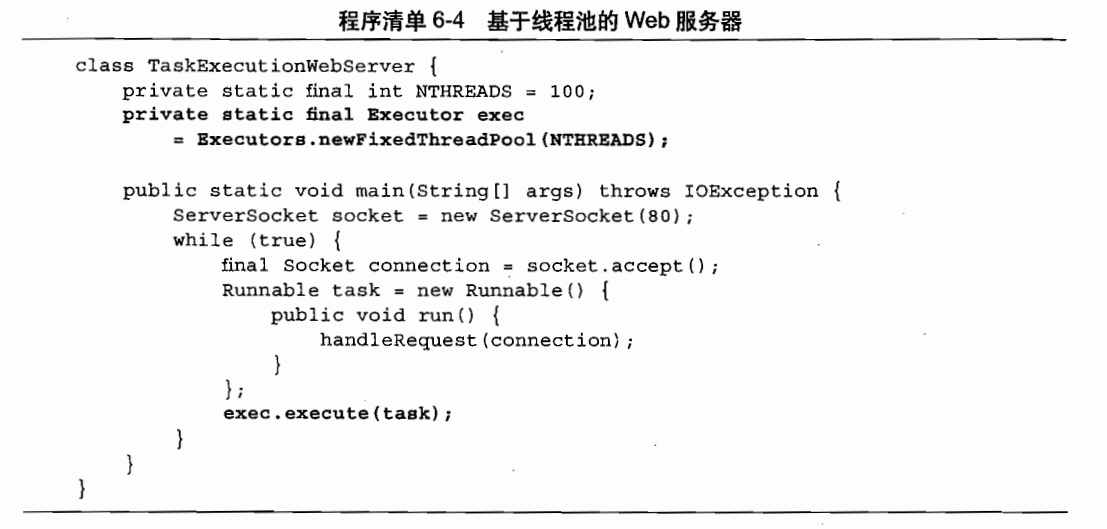 程序清单 6-4 基于线程池的 Web 服务器
class TaskExecutionWebServer {
    private static final int NTHREADS = 100;
    private static final Executor exec
        = Executors.newFixedThreadPool(NTHREADS);

    public static void main(String[] args) throws IOException {
        ServerSocket socket = new ServerSocket(80);
        while (true) {
            final Socket connection = socket.accept();
            Runnable task = new Runnable() {
                public void run() {
                    handleRequest(connection);
                }
            };
            exec.execute(task);
        }
    }
}